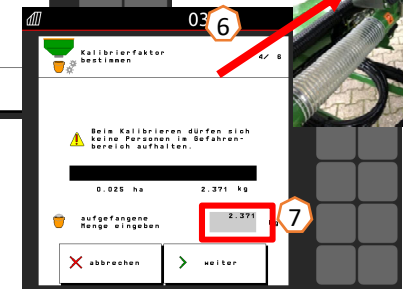 03
6
Kalibrierfaktor
bestimmen
4/ 6
Beim Kalibrieren dürfen sich
keine Personen im Gefahren-
bereich aufhalten.
0.025 ha
2.371 kg
aufgefangene
Menge eingeben
2.371
7
abbrechen
weiter